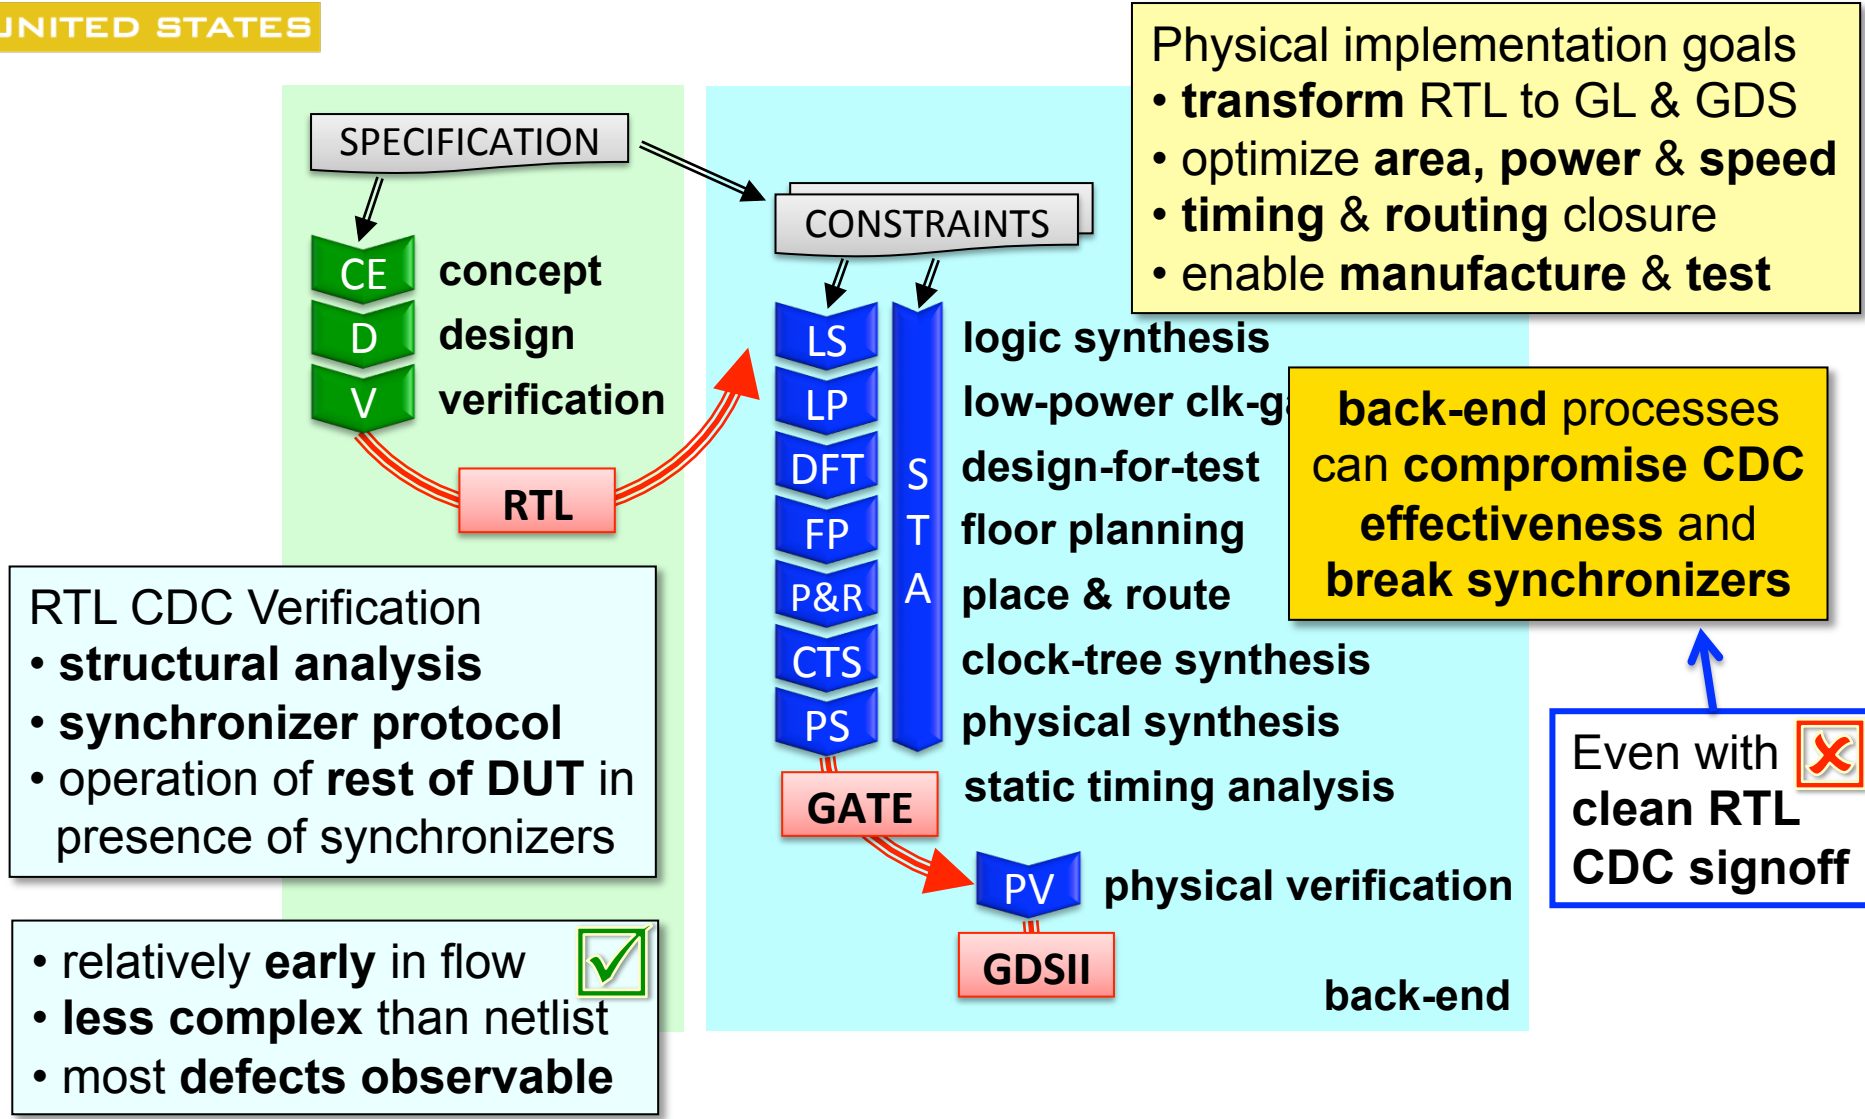 UNITED STATES
Physical implementation goals
• transform RTL to GL & GDS
• optimize area, power & speed
• timing & routing closure
• enable manufacture & test
SPECIFICATION
CONSTRAINTS
CE concept
D design
V verification
RTL
LS logic synthesis
LP low-power clk-g
DFT design-for-test
FP floor planning
P&R place & route
CTS clock-tree synthesis
PS physical synthesis
S
T
A
static timing analysis
GATE
PV physical verification
GDSII
back-end
back-end processes
can compromise CDC
effectiveness and
break synchronizers
Even with
clean RTL
CDC signoff
RTL CDC Verification
• structural analysis
• synchronizer protocol
• operation of rest of DUT in
presence of synchronizers
• relatively early in flow
• less complex than netlist
• most defects observable